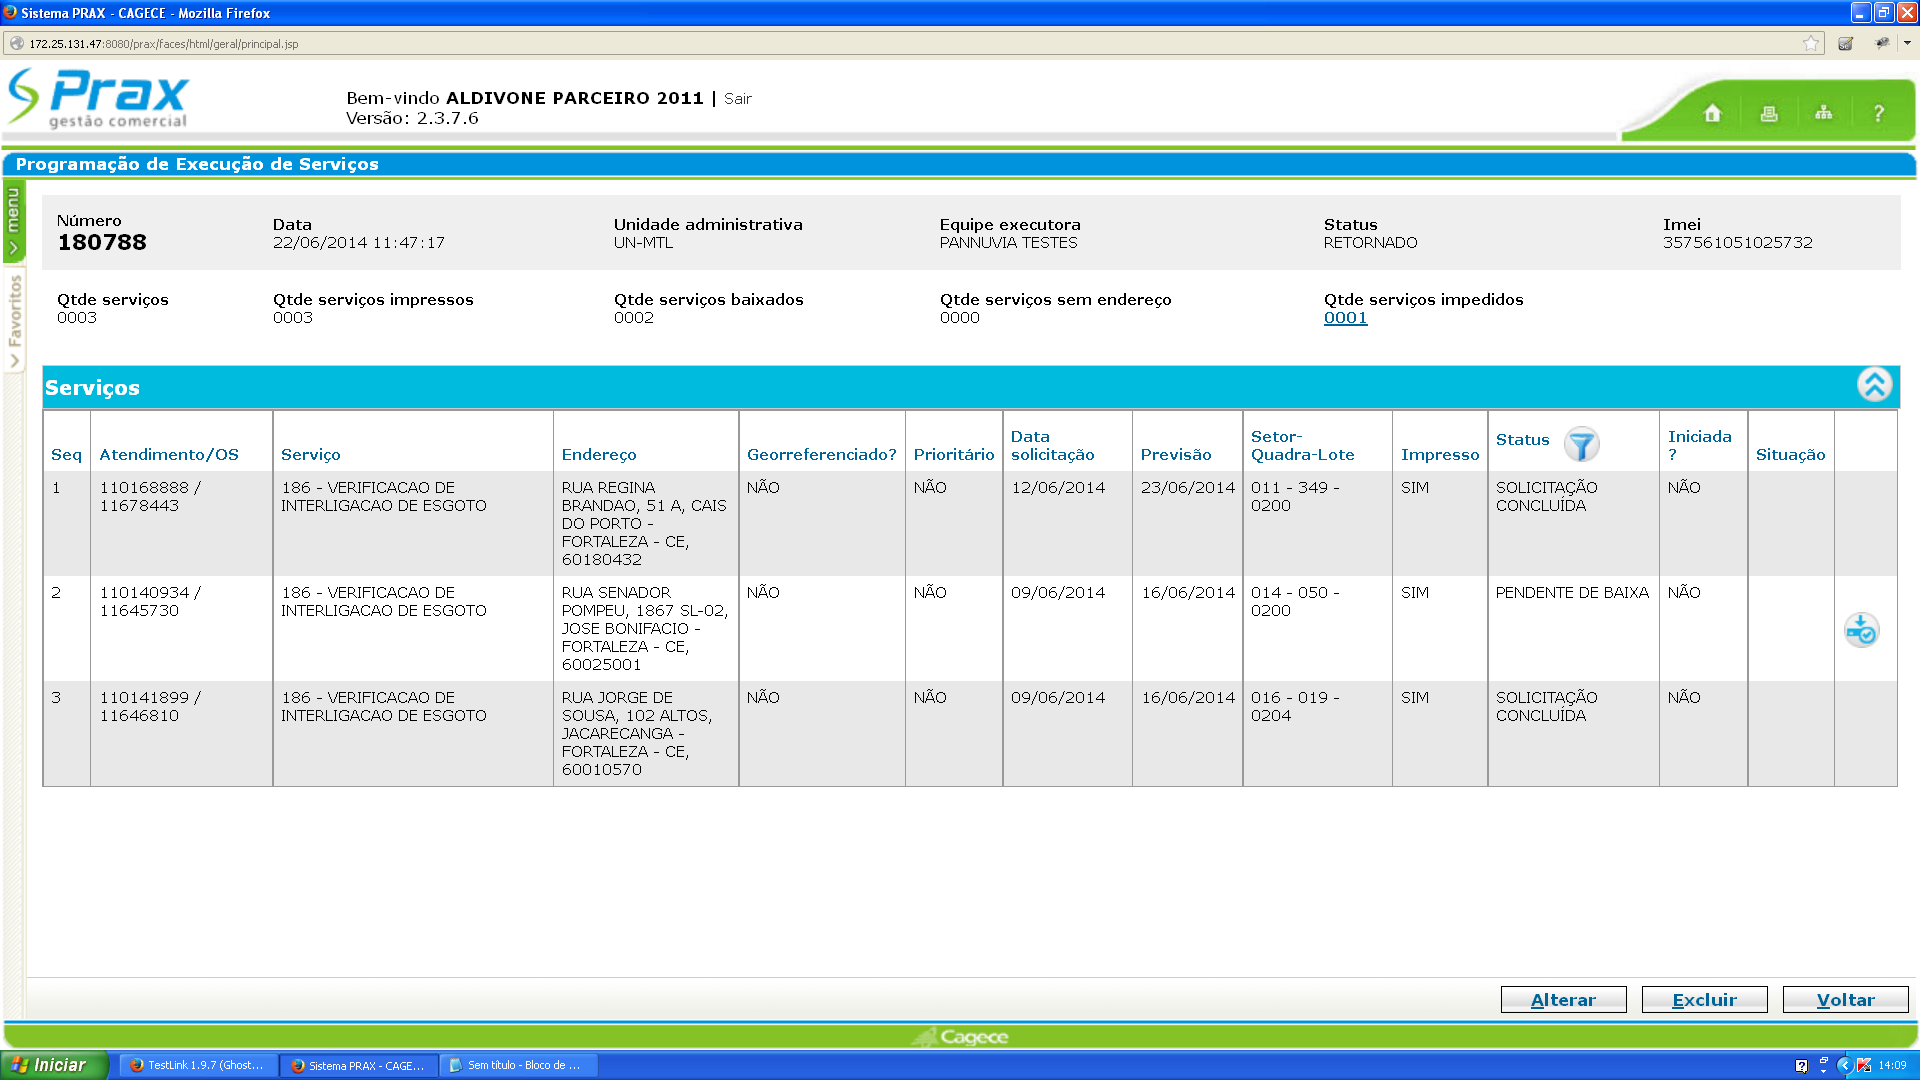 Sistema PRAX - CAGECE - Mozilla Firefox
172.25.131.47:8080/prax/faces/html/geral/principal.jsp
Prax
gestão comercial
Bem-vindo ALDIVONE PARCEIRO 2011 | Sair
Versão: 2.3.7.6
?
Programação de Execução de Serviços
menu
Favoritos
Número
180788
Data
22/06/2014 11:47:17
Unidade administrativa
UN-MTL
Equipe executora
PANNUVIA TESTES
Status
RETORNADO
Imei
357561051025732
Qtde serviços
0003
Qtde serviços impressos
0003
Qtde serviços baixados
0002
Qtde serviços sem endereço
0000
Qtde serviços impedidos
0001
Serviços
Seq
Atendimento/OS
Serviço
Endereço
Georreferenciado?
Prioritário
Data
solicitação
Previsão
Setor-
Quadra-Lote
Impresso
Status
Iniciada
?
Situação
1
110168888 /
11678443
186 - VERIFICACAO DE
INTERLIGACAO DE ESGOTO
RUA REGINA
BRANDAO, 51 A, CAIS
DO PORTO -
FORTALEZA - CE,
60180432
NÃO
NÃO
12/06/2014
23/06/2014
011 - 349 -
0200
SIM
SOLICITAÇÃO
CONCLUÍDA
NÃO
2
110140934 /
11645730
186 - VERIFICACAO DE
INTERLIGACAO DE ESGOTO
RUA SENADOR
POMPEU, 1867 SL-02,
JOSE BONIFACIO -
FORTALEZA - CE,
60025001
NÃO
NÃO
09/06/2014
16/06/2014
014 - 050 -
0200
SIM
PENDENTE DE BAIXA
NÃO
3
110141899 /
11646810
186 - VERIFICACAO DE
INTERLIGACAO DE ESGOTO
RUA JORGE DE
SOUSA, 102 ALTOS,
JACARECANGA -
FORTALEZA - CE,
60010570
NÃO
NÃO
09/06/2014
16/06/2014
016 - 019 -
0204
SIM
SOLICITAÇÃO
CONCLUÍDA
NÃO
Alterar
Excluir
Voltar
Cagece
Iniciar
TestLink 1.9.7 (Ghost...
Sistema PRAX - CAGE...
Sem título - Bloco de ...
14:09